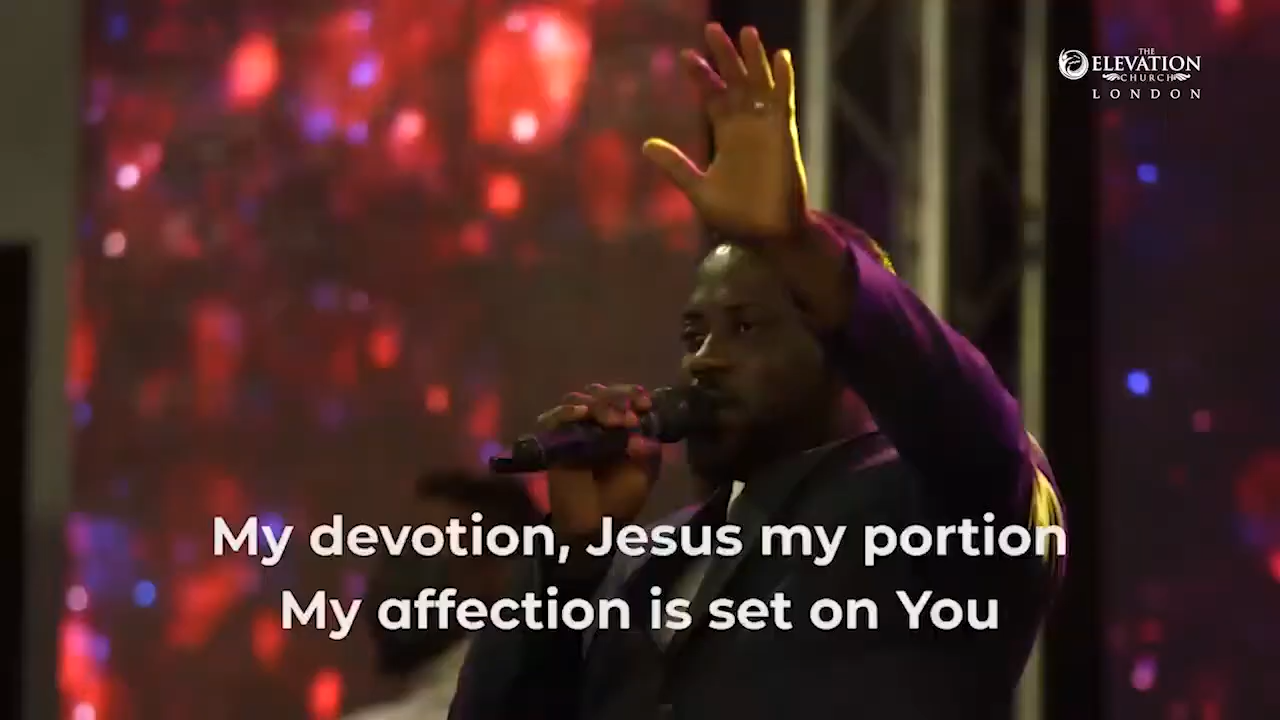 THE
ELEVATION
CHURCH
LONDON
My devotion, Jesus my portion
My affection is set on You